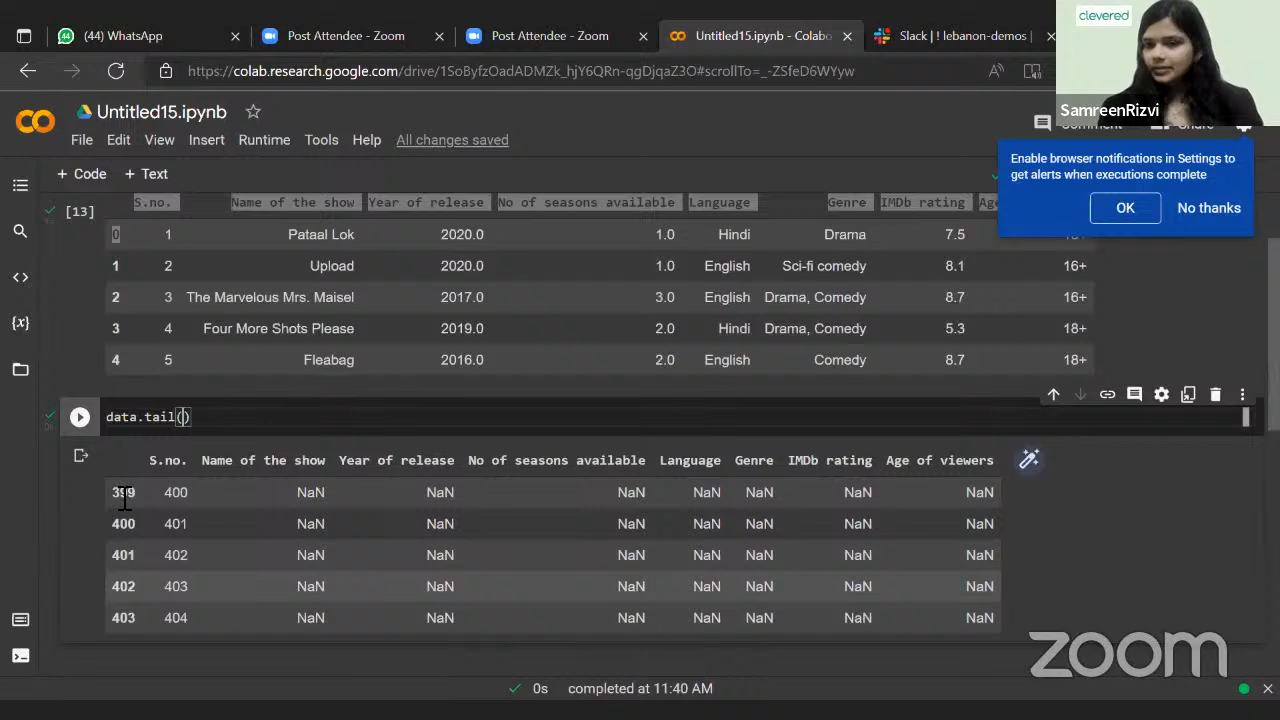 (44) WhatsApp
Post Attendee - Zoom
Post Attendee - Zoom
Untitled15.ipynb - Colabo
Slack | ! lebanon-demos |
clevered
https://colab.research.google.com/drive/1SoByfzOadADMZk_hjY6QRn-qgDjqaZ3O#scrollTo=_-ZSfeD6WYyw
SamreenRizvi
Untitled15.ipynb
File Edit View Insert Runtime Tools Help All changes saved
Comment Share
Enable browser notifications in Settings to
get alerts when executions complete
OK No thanks
+ Code + Text
[13]
S.no. Name of the show Year of release No of seasons available Language Genre IMDb rating Age
0 1 Pataal Lok 2020.0 1.0 Hindi Drama 7.5 18+
1 2 Upload 2020.0 1.0 English Sci-fi comedy 8.1 16+
2 3 The Marvelous Mrs. Maisel 2017.0 3.0 English Drama, Comedy 8.7 16+
3 4 Four More Shots Please 2019.0 2.0 Hindi Drama, Comedy 5.3 18+
4 5 Fleabag 2016.0 2.0 English Comedy 8.7 18+
data.tail()
S.no. Name of the show Year of release No of seasons available Language Genre IMDb rating Age of viewers
399 400 NaN NaN NaN NaN NaN NaN NaN
400 401 NaN NaN NaN NaN NaN NaN NaN
401 402 NaN NaN NaN NaN NaN NaN NaN
402 403 NaN NaN NaN NaN NaN NaN NaN
403 404 NaN NaN NaN NaN NaN NaN NaN
zoom
0s completed at 11:40 AM